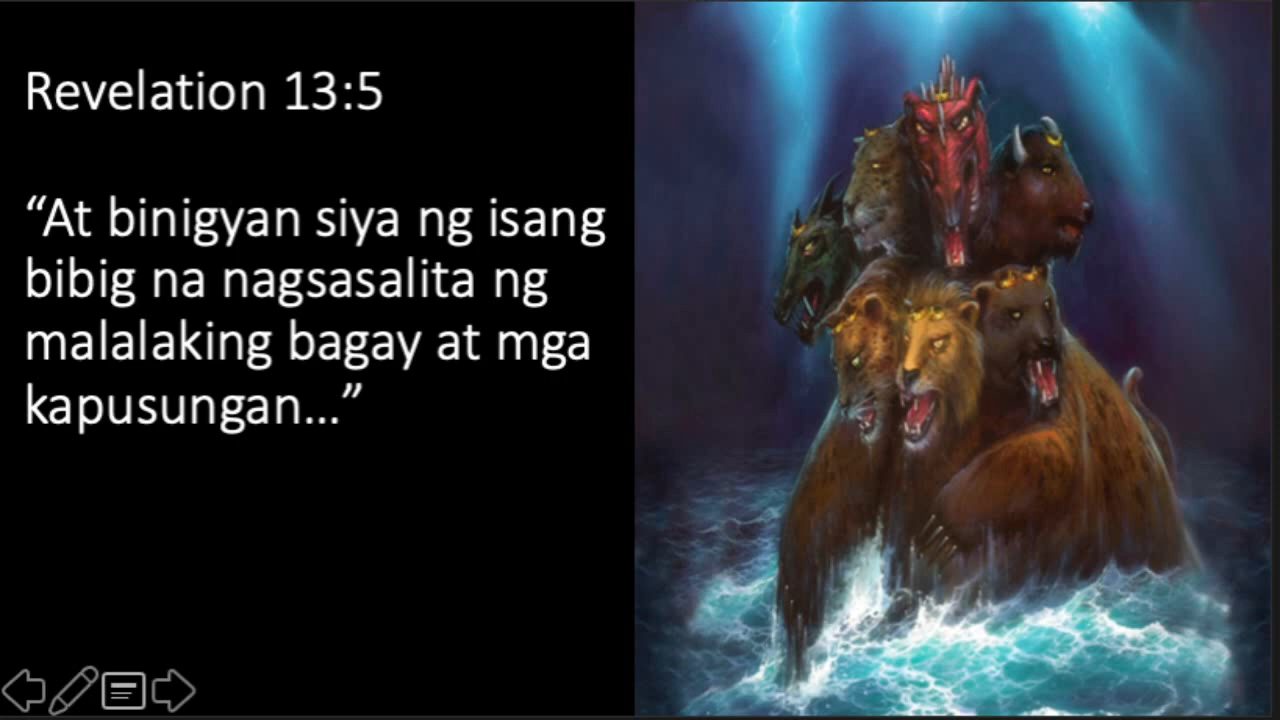 Revelation 13:5
“At binigyan siya ng isang
bibig na nagsasalita ng
malalaking bagay at mga
kapusungan...”